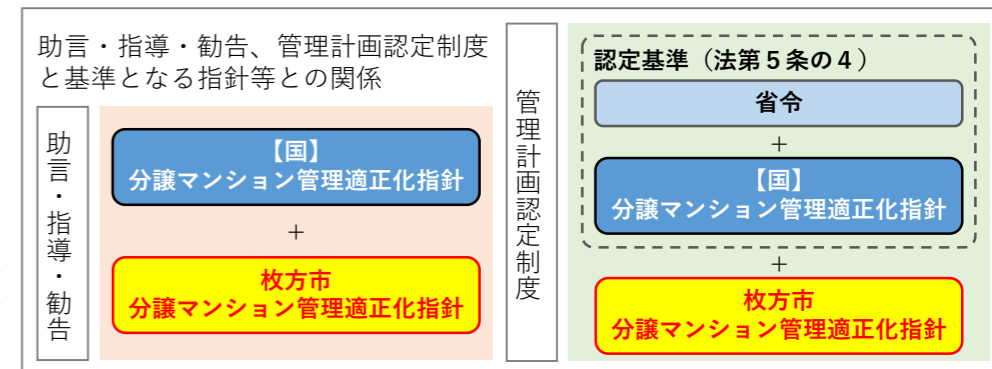 助言・指導・勧告、管理計画認定制度
と基準となる指針等との関係
助言・指導・勧告
【国】
分譲マンション管理適正化指針
+
枚方市
分譲マンション管理適正化指針
管理計画認定制度
認定基準（法第５条の４）
省令
+
【国】
分譲マンション管理適正化指針
+
枚方市
分譲マンション管理適正化指針